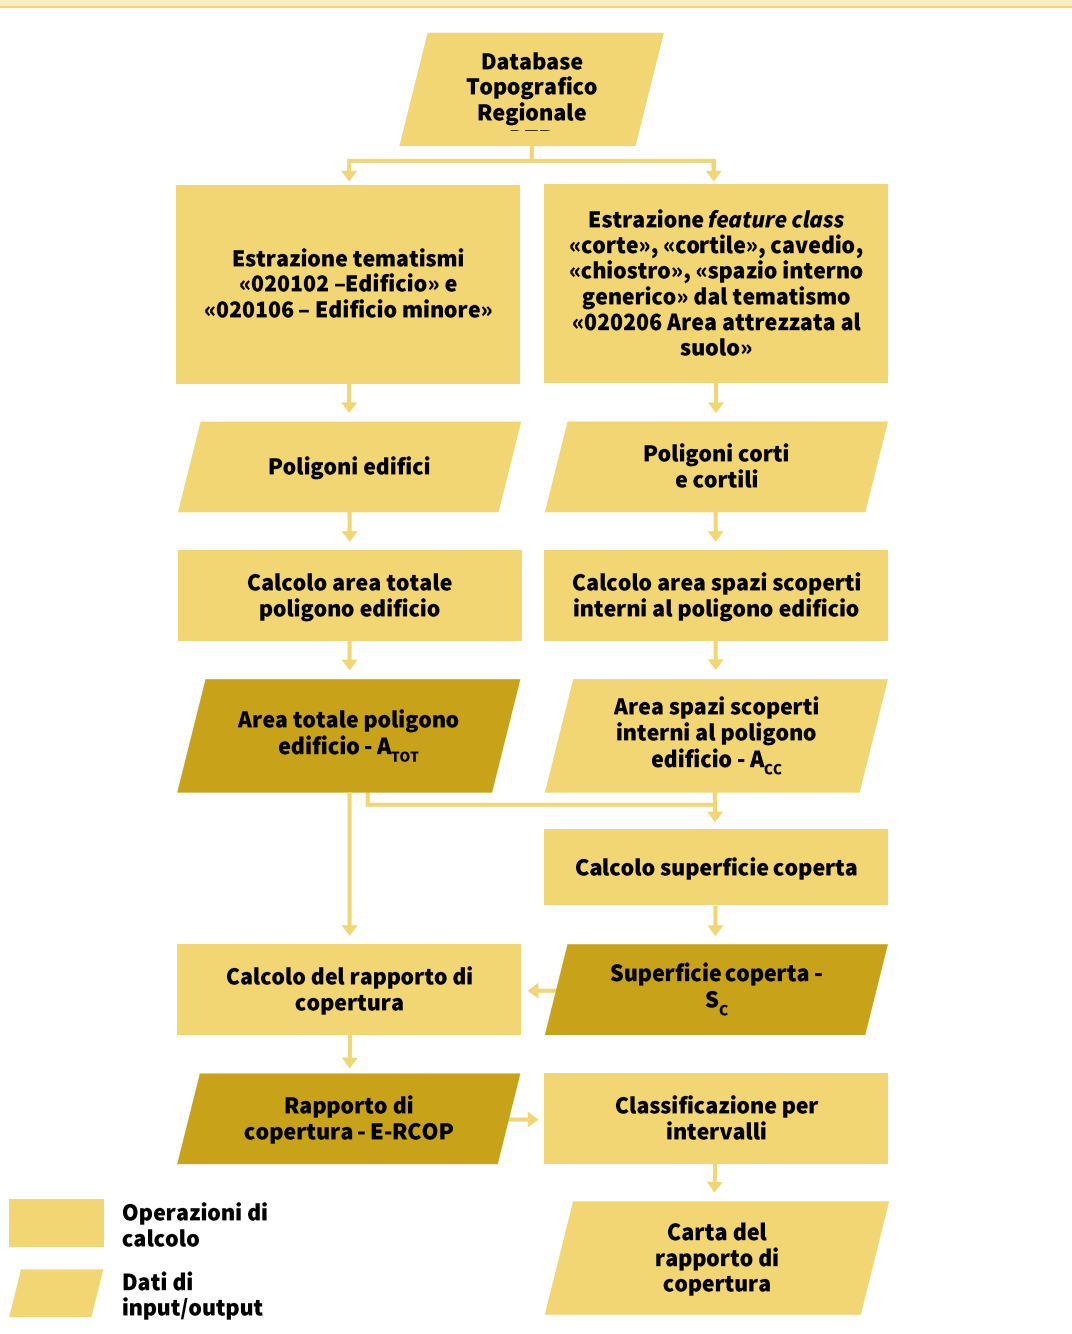 Database
Topografico
Regionale
Estrazione tematismi
«020102 –Edificio» e
«020106 – Edificio minore»
Estrazione feature class
«corte», «cortile», cavedio,
«chiostro», «spazio interno
generico» dal tematismo
«020206 Area attrezzata al
suolo»
Poligoni edifici
Poligoni corti
e cortili
Calcolo area totale
poligono edificio
Calcolo area spazi scoperti
interni al poligono edificio
Area totale poligono
edificio - ATOT
Area spazi scoperti
interni al poligono
edificio - ACC
Calcolo superficie coperta
Calcolo del rapporto di
copertura
Superficie coperta -
SC
Rapporto di
copertura - E-RCOP
Classificazione per
intervalli
Carta del
rapporto di
copertura
Operazioni di
calcolo
Dati di
input/output